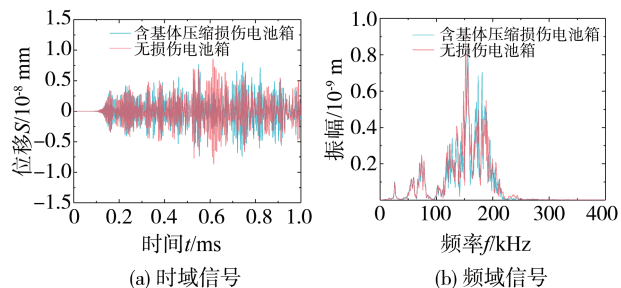 含基体压缩损伤电池箱
无损伤电池箱
位移S/10⁻⁸ mm
1.5
1.0
0.5
0
−0.5
−1.0
−1.5
0.2
0.4
0.6
0.8
1.0
时间t/ms
(a) 时域信号
含基体压缩损伤电池箱
无损伤电池箱
振幅/10⁻⁹ m
1.0
0.8
0.6
0.4
0.2
0
100
200
300
400
频率f/kHz
(b) 频域信号